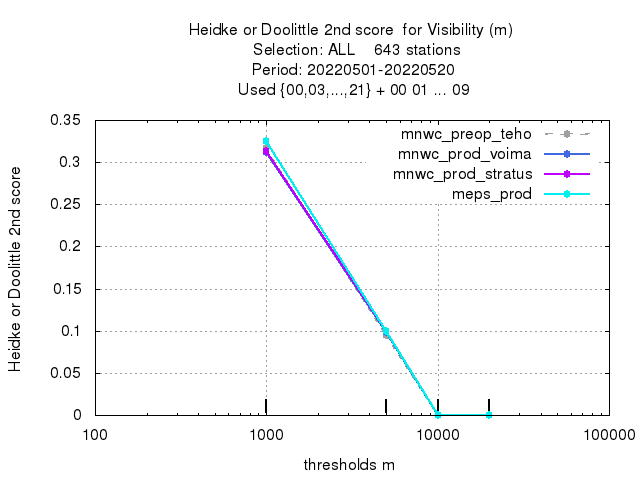 Heidke or Doolittle 2nd score  for Visibility (m)
Selection: ALL    643 stations
Period: 20220501-20220520
Used {00,03,...,21} + 00 01 ... 09
mnwc_preop_teho
mnwc_prod_voima
mnwc_prod_stratus
meps_prod
Heidke or Doolittle 2nd score
0.35
0.3
0.25
0.2
0.15
0.1
0.05
0
100
1000
10000
100000
thresholds m